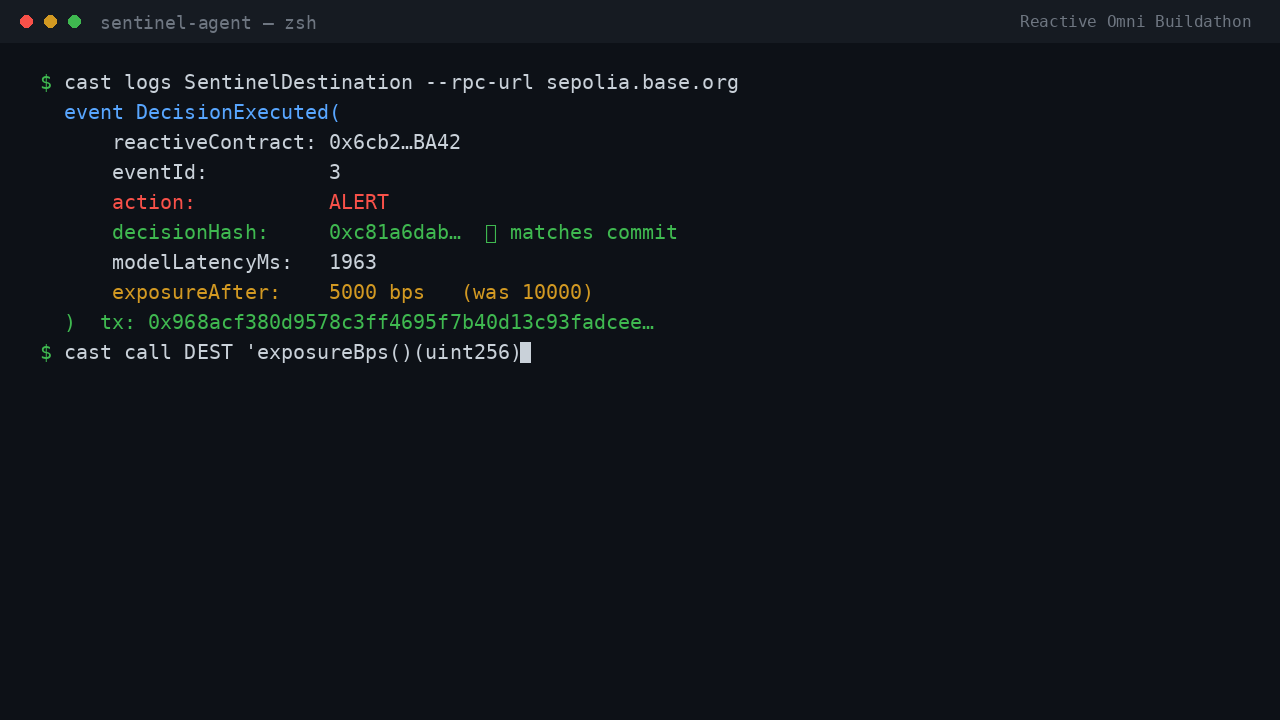 sentinel-agent — zsh
Reactive Omni Buildathon
$ cast logs SentinelDestination --rpc-url sepolia.base.org
event DecisionExecuted(
reactiveContract: 0x6cb2…BA42
eventId: 3
action: ALERT
decisionHash: 0xc81a6dab… ▯ matches commit
modelLatencyMs: 1963
exposureAfter: 5000 bps (was 10000)
) tx: 0x968acf380d9578c3ff4695f7b40d13c93fadcee…
$ cast call DEST 'exposureBps()(uint256)